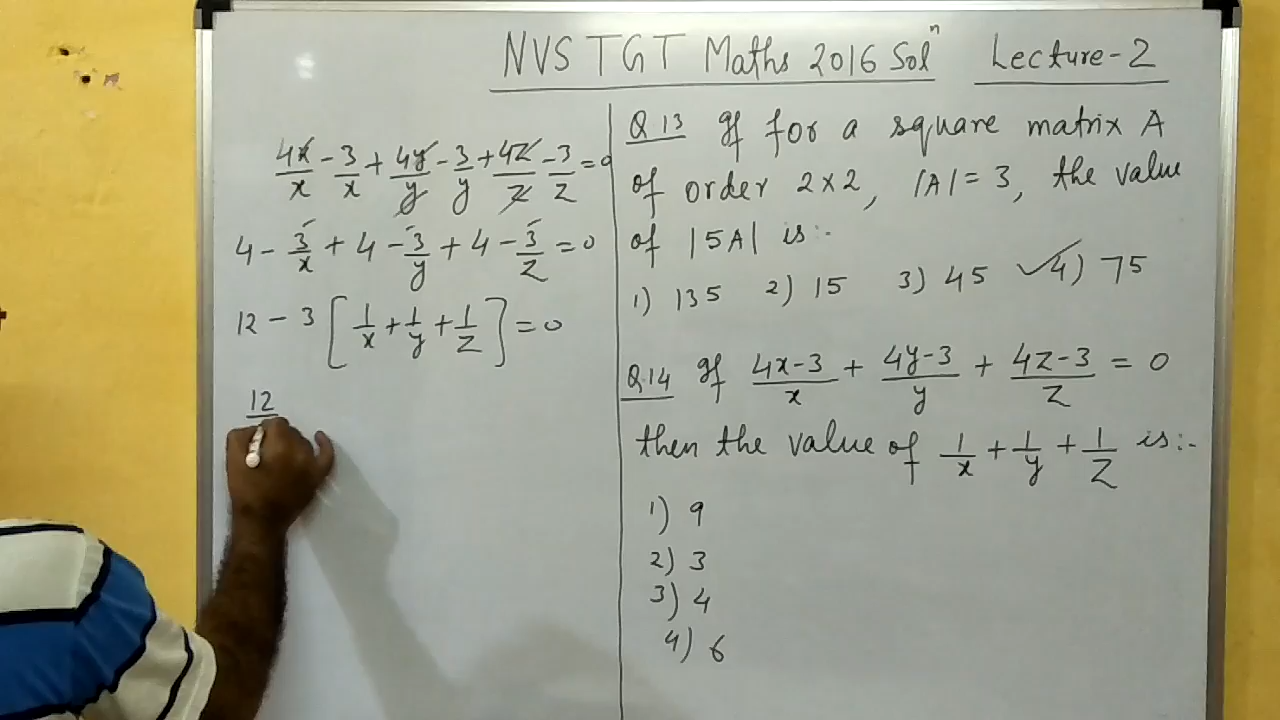 NVS TGT Maths 2016 Solⁿ Lecture-2
4x/x - 3/x + 4y/y - 3/y + 4z/z - 3/z = 0
4 - 3/x + 4 - 3/y + 4 - 3/z = 0
12 - 3 [1/x + 1/y + 1/z] = 0
12
Q.13 If for a square matrix A
of order 2×2, |A| = 3, the value
of |5A| is:-
1) 135 2) 15 3) 45 ✓4) 75
Q.14 If 4x-3/x + 4y-3/y + 4z-3/z = 0
then the value of 1/x + 1/y + 1/z is:-
1) 9
2) 3
3) 4
4) 6